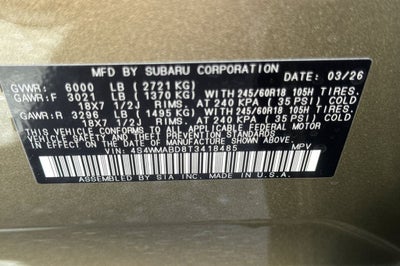 MFD BY SUBARU CORPORATION DATE: 03/26
GVWR: 6000 LB (2721 KG)
GAWR:F 3021 LB (1370 KG) WITH 245/60R18 105H TIRES.
18X7 1/2J RIMS. AT 240 KPA (35 PSI) COLD
GAWR:R 3296 LB (1495 KG) WITH 245/60R18 105H TIRES.
18X7 1/2J RIMS. AT 240 KPA (35 PSI) COLD
THIS VEHICLE CONFORMS TO ALL APPLICABLE FEDERAL MOTOR
VEHICLE SAFETY AND THEFT PREVENTION STANDARDS
IN EFFECT ON THE DATE OF MANUFACTURE SHOWN ABOVE.
VIN: 4S4WMABD8T3418485 MPV
ASSEMBLED BY SIA INC. MADE IN U.S.A.